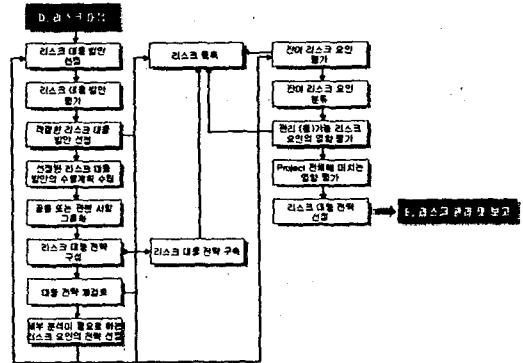 D. 리스크 대응
리스크 대응 방안
선정
리스크 대응 방안
평가
적절한 리스크 대응
방안 선정
선정된 리스크 대응
방안의 수행계획 수립
공통 또는 관련 사항
그룹화
리스크 대응 전략
구성
대응 전략 재검토
세부 분석이 필요로 하는
리스크 요인의 전략 선정
리스크 목록
리스크 대응 전략 구축
잔여 리스크 요인
평가
잔여 리스크 요인
분류
관리 (불)가능 리스크
요인의 영향 평가
Project 전체에 미치는
영향 평가
리스크 대응 전략
선정
E. 리스크 관리 및 보고